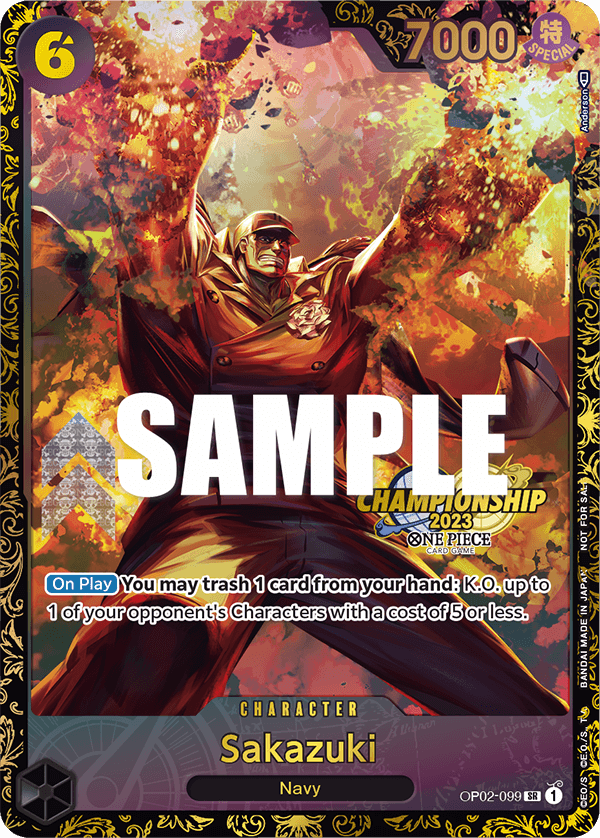 6
7000
特
SPECIAL
Anderson
SAMPLE
CHAMPIONSHIP
2023
ONE PIECE
CARD GAME
On Play You may trash 1 card from your hand: K.O. up to
1 of your opponent's Characters with a cost of 5 or less.
BANDAI MADE IN JAPAN NOT FOR SALE
CHARACTER
Sakazuki
Navy
OP02-099 SR 1
©E.O./S., T.
©E.O./S